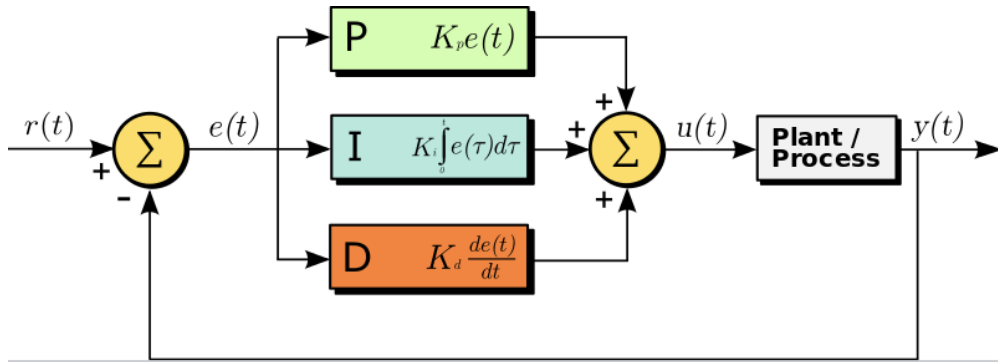 P K_p e(t)
r(t)
+
-
Σ
e(t)
I K_i ∫_0^t e(τ)dτ
D K_d de(t)/dt
+
+
+
Σ
u(t)
Plant /
Process
y(t)